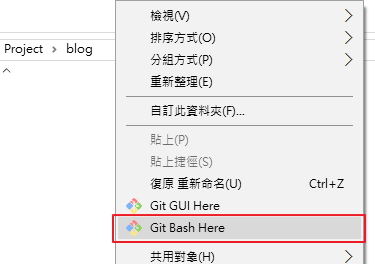 Project > blog
檢視(V)
排序方式(O)
分組方式(P)
重新整理(E)
自訂此資料夾(F)...
貼上(P)
貼上捷徑(S)
復原 重新命名(U) Ctrl+Z
Git GUI Here
Git Bash Here
共用對象(H)